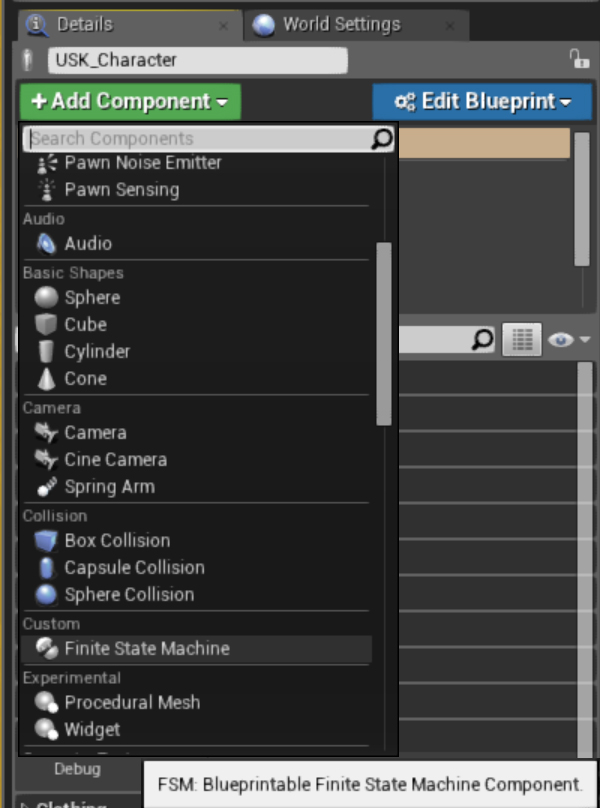 Details
World Settings
USK_Character
+ Add Component
Edit Blueprint
Search Components
Pawn Noise Emitter
Pawn Sensing
Audio
Audio
Basic Shapes
Sphere
Cube
Cylinder
Cone
Camera
Camera
Cine Camera
Spring Arm
Collision
Box Collision
Capsule Collision
Sphere Collision
Custom
Finite State Machine
Experimental
Procedural Mesh
Widget
Debug
FSM: Blueprintable Finite State Machine Component.
Clothing